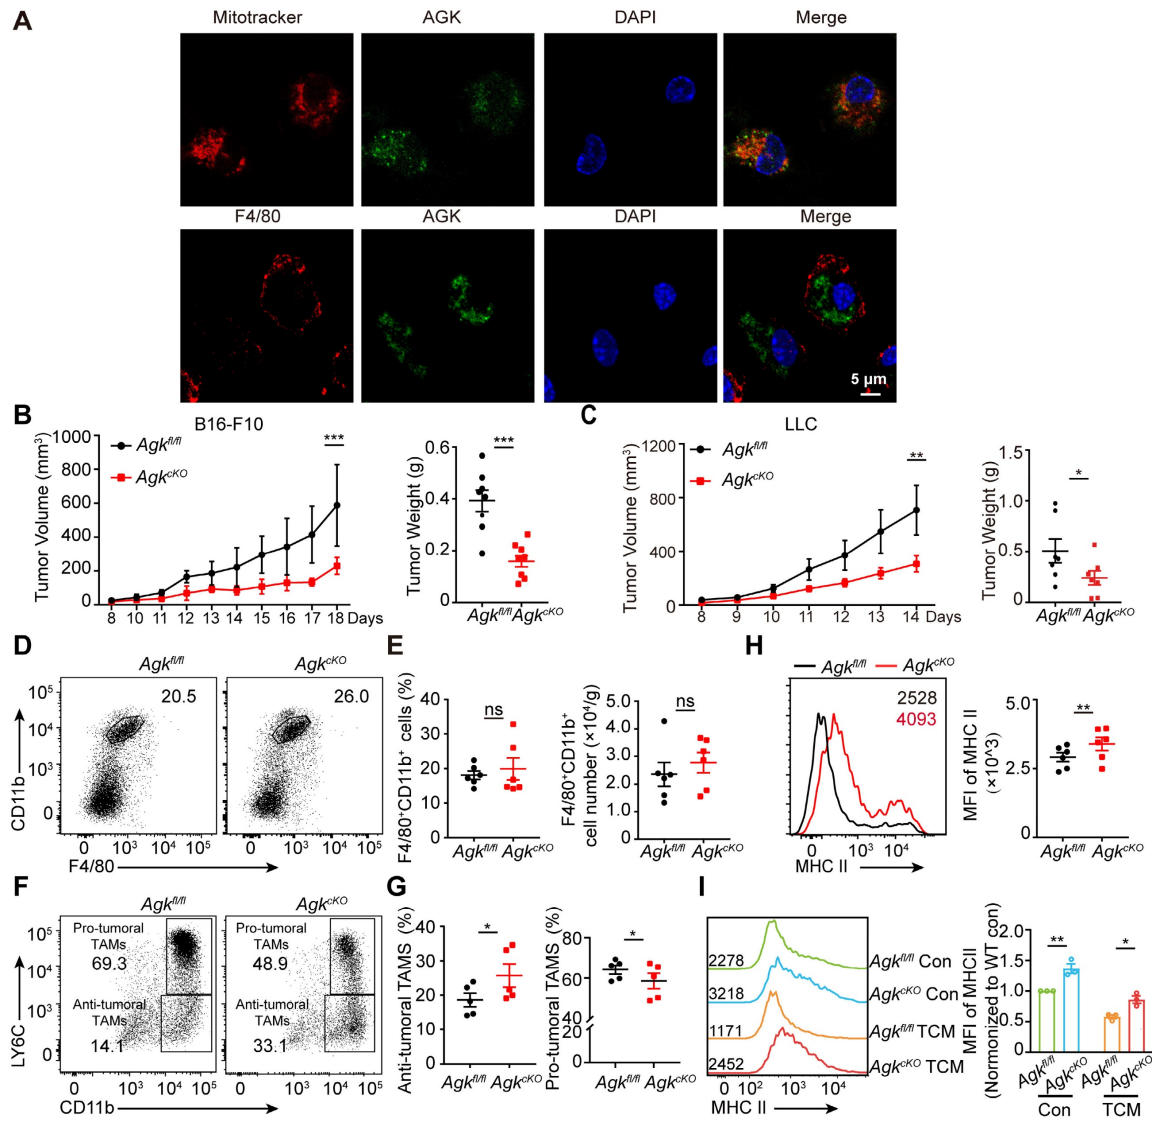 A
Mitotracker AGK DAPI Merge
F4/80 AGK DAPI Merge
5 μm
B
B16-F10
Tumor Volume (mm³)
1000
800
600
400
200
0
Agkfl/fl
AgkcKO
***
8 10 11 12 13 14 15 16 17 18 Days
Tumor Weight (g)
0.6
0.4
0.2
0.0
***
Agkfl/fl AgkcKO
C
LLC
Tumor Volume (mm³)
1200
800
400
0
Agkfl/fl
AgkcKO
**
8 9 10 11 12 13 14 Days
Tumor Weight (g)
1.5
1.0
0.5
0.0
*
Agkfl/fl AgkcKO
D
Agkfl/fl AgkcKO
20.5 26.0
CD11b
10⁵
10⁴
10³
0
0 10³ 10⁴ 10⁵ 0 10³ 10⁴ 10⁵
F4/80
E
F4/80⁺CD11b⁺ cells (%)
40
30
20
10
0
ns
Agkfl/fl AgkcKO
F4/80⁺CD11b⁺
cell number (×10⁴/g)
5.0
4.0
3.0
2.0
1.0
0
ns
Agkfl/fl AgkcKO
H
Agkfl/fl AgkcKO
2528
4093
0 10³ 10⁴
MHC II
MFI of MHC II
(×10^3)
5.0
2.5
0.0
**
Agkfl/fl AgkcKO
F
Agkfl/fl AgkcKO
LY6C
10⁵
10⁴
10³
0
Pro-tumoral
TAMs
69.3
Anti-tumoral
TAMs
14.1
Pro-tumoral
TAMs
48.9
Anti-tumoral
TAMs
33.1
0 10³ 10⁴ 10⁵ 0 10³ 10⁴ 10⁵
CD11b
G
Anti-tumoral TAMS (%)
40
30
20
10
0
*
Agkfl/fl AgkcKO
Pro-tumoral TAMS (%)
80
60
40
20
0
*
Agkfl/fl AgkcKO
I
2278 Agkfl/fl Con
3218 AgkcKO Con
1171 Agkfl/fl TCM
2452 AgkcKO TCM
0 10² 10³ 10⁴ 10⁵
MHC II
MFI of MHCII
(Normonized to WT con)
2.0
1.5
1.0
0.5
0.0
** *
Agkfl/fl AgkcKO Agkfl/fl AgkcKO
Con TCM